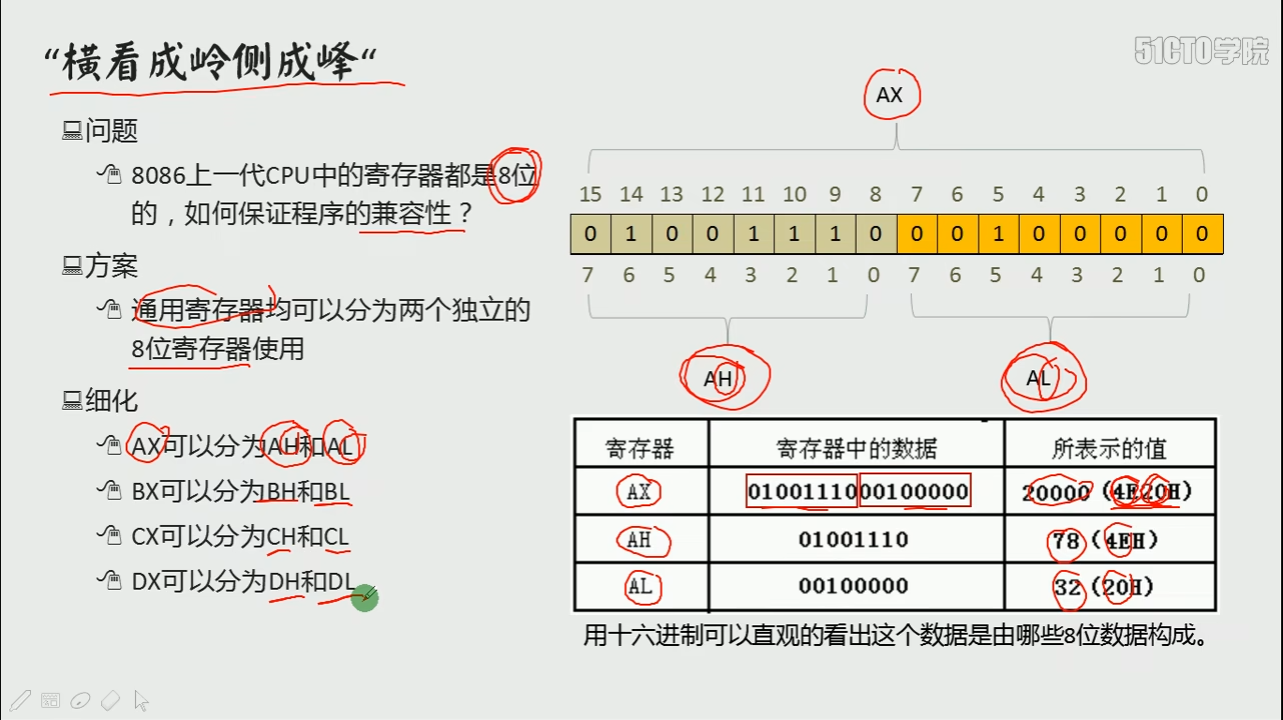 “横看成岭侧成峰“
51CTO学院
问题
8086上一代CPU中的寄存器都是8位
的，如何保证程序的兼容性？
方案
通用寄存器均可以分为两个独立的
8位寄存器使用
细化
AX可以分为AH和AL
BX可以分为BH和BL
CX可以分为CH和CL
DX可以分为DH和DL
AX
15 14 13 12 11 10 9 8 7 6 5 4 3 2 1 0
0 1 0 0 1 1 1 0 0 0 1 0 0 0 0 0
7 6 5 4 3 2 1 0 7 6 5 4 3 2 1 0
AH AL
寄存器 寄存器中的数据 所表示的值
AX 0100111000100000 20000（4E20H）
AH 01001110 78（4EH）
AL 00100000 32（20H）
用十六进制可以直观的看出这个数据是由哪些8位数据构成。